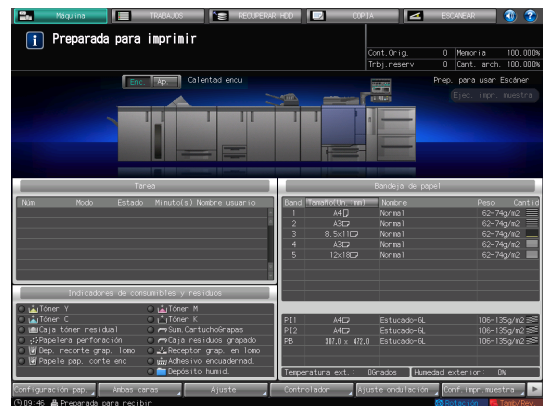 Máquina TRABAJOS RECUPERAR HDD COPIA ESCANEAR
Preparada para imprimir
Cont.Orig. 0 Memoria 100.000%
Trbj.reserv 0 Cant. arch. 100.000%
Enc. Ap. Calentad encu
Prep. para usar Escáner
Ejec. impr. muestra
Tarea
Núm Modo Estado Minuto(s) Nombre usuario
Bandeja de papel
Band Tamaño(Un. mm) Nombre Peso Cantid
1 A4 Normal 62-74g/m2
2 A3 Normal 62-74g/m2
3 8.5x11 Normal 62-74g/m2
4 A3 Normal 62-74g/m2
5 12x18 Normal 62-74g/m2
PI1 A4 Estucado-GL 106-135g/m2
PI2 A4 Estucado-GL 106-135g/m2
PB Estucado-GL 106-135g/m2
Temperatura ext. : 0Grados Humedad exterior: 0%
Indicadores de consumibles y residuos
Tóner Y Tóner M
Tóner C Tóner K
Caja tóner residual Sum.CartuchoGrapas
Papelera perforación Caja residuos grapado
Dep. recorte grap. lomo Receptor grap. en lomo
Papele pap. corte enc Adhesivo encuadernad.
Depósito humid.
Configuración pap. Ambas caras Ajuste Controlador Ajuste ondulación Conf.impr.muestra
09:46 Preparada para recibir Rotación Tamb/Rev.